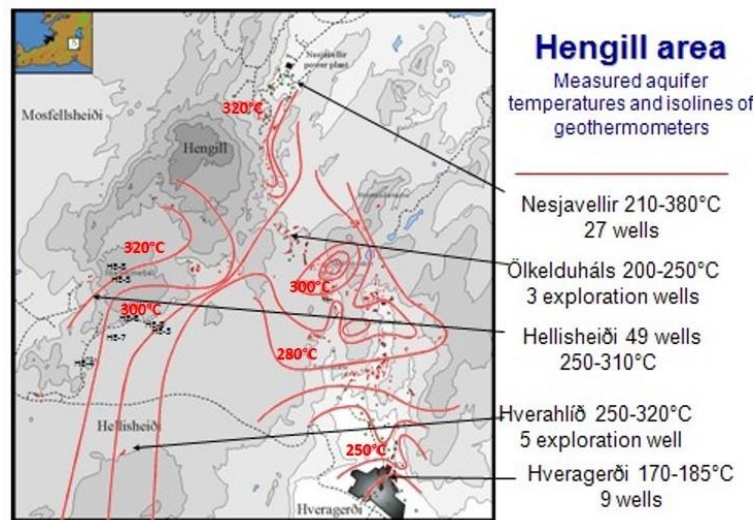 Hengill area
Measured aquifer
temperatures and isolines of
geothermometers
Nesjavellir 210-380°C
27 wells
Ölkelduháls 200-250°C
3 exploration wells
Hellisheiði 49 wells
250-310°C
Hverahlíð 250-320°C
5 exploration well
Hveragerði 170-185°C
9 wells
Nesjavellir
power plant
Mosfellsheiði
320°C
Hengill
320°C
300°C
300°C
HE-7
280°C
Hellisheiði
250°C
Hveragerði